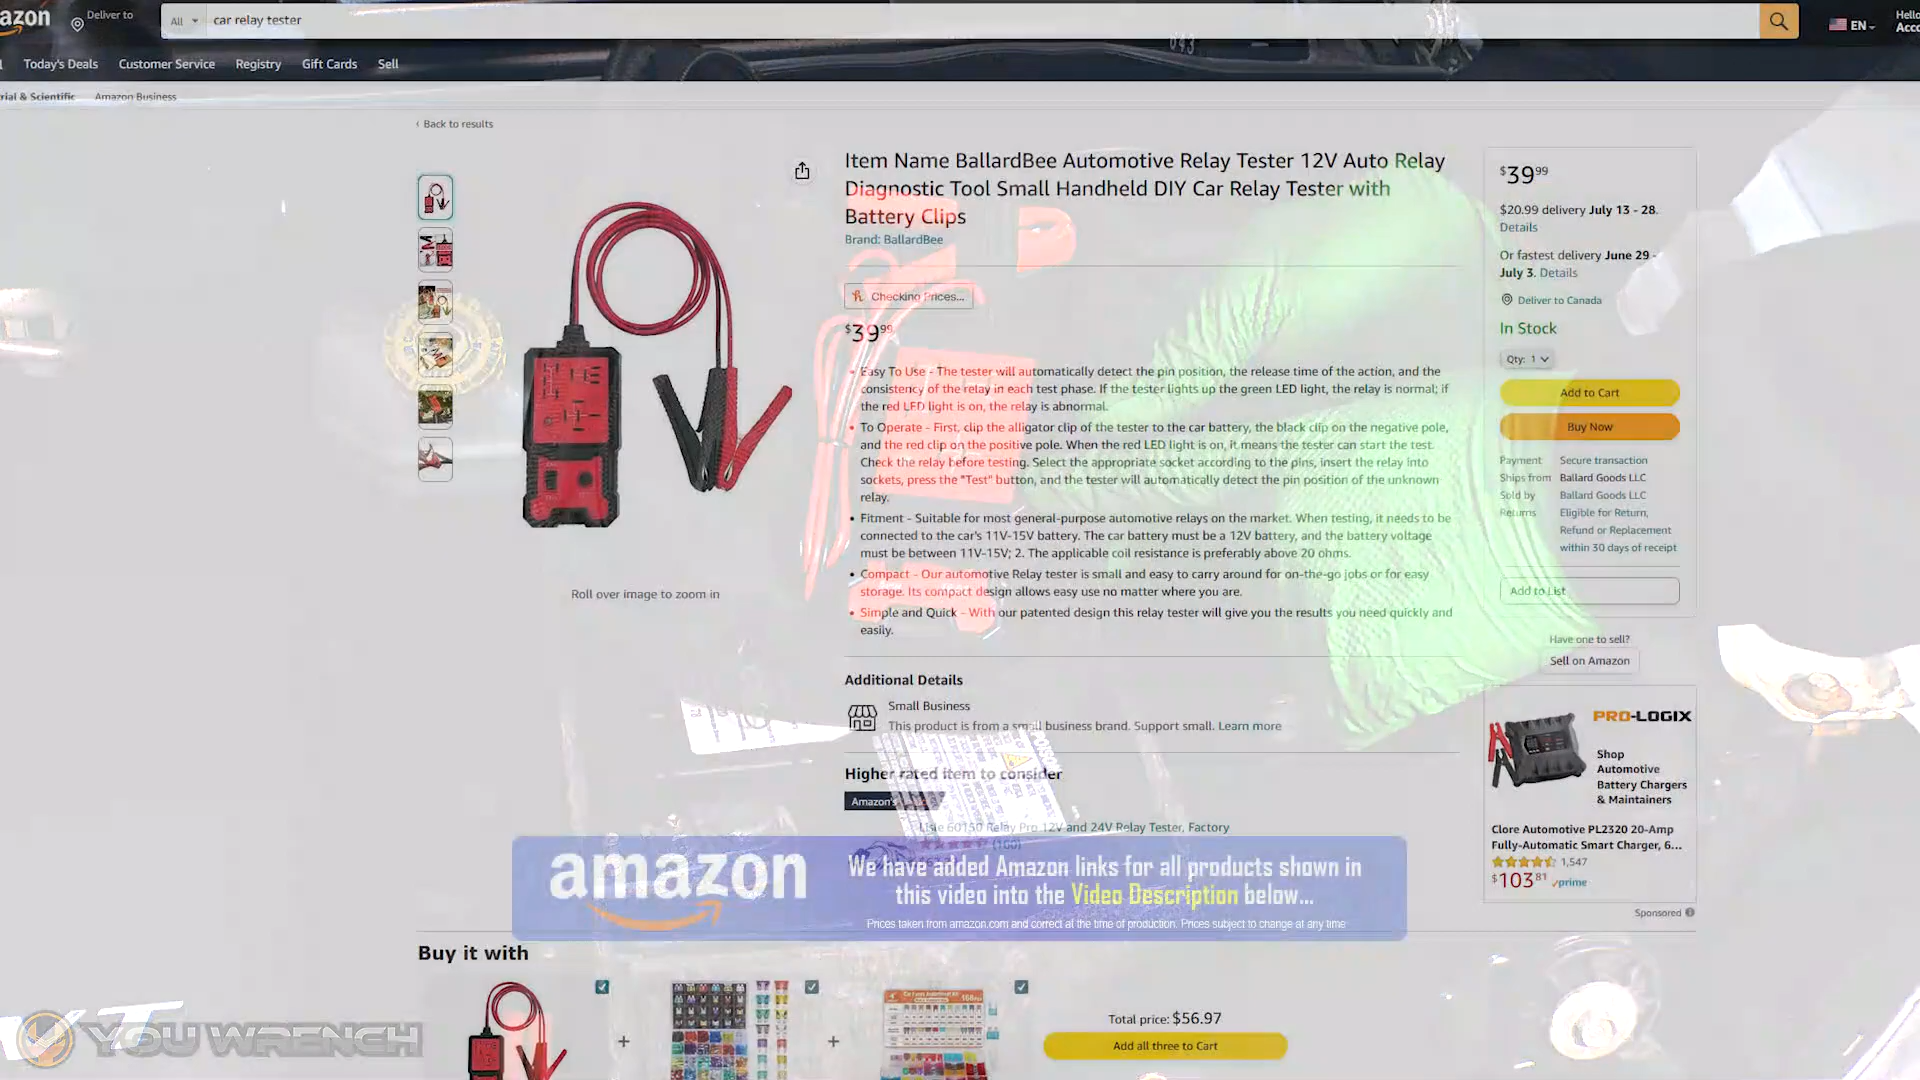 azon
Deliver to
All
car relay tester
EN
Hello
Acco
Today's Deals
Customer Service
Registry
Gift Cards
Sell
rial & Scientific
Amazon Business
‹ Back to results
Item Name BallardBee Automotive Relay Tester 12V Auto Relay
Diagnostic Tool Small Handheld DIY Car Relay Tester with
Battery Clips
Brand: BallardBee
Checking Prices...
$39.99
• Easy To Use - The tester will automatically detect the pin position, the release time of the action, and the
consistency of the relay in each test phase. If the tester lights up the green LED light, the relay is normal; if
the red LED light is on, the relay is abnormal.
• To Operate - First, clip the alligator clip of the tester to the car battery, the black clip on the negative pole,
and the red clip on the positive pole. When the red LED light is on, it means the tester can start the test.
Check the relay before testing. Select the appropriate socket according to the pins, insert the relay into
sockets, press the "Test" button, and the tester will automatically detect the pin position of the unknown
relay.
• Fitment - Suitable for most general-purpose automotive relays on the market. When testing, it needs to be
connected to the car's 11V-15V battery. The car battery must be a 12V battery, and the battery voltage
must be between 11V-15V; 2. The applicable coil resistance is preferably above 20 ohms.
• Compact - Our automotive Relay tester is small and easy to carry around for on-the-go jobs or for easy
storage. Its compact design allows easy use no matter where you are.
• Simple and Quick - With our patented design this relay tester will give you the results you need quickly and
easily.
Roll over image to zoom in
Additional Details
Small Business
This product is from a small business brand. Support small. Learn more
Higher rated item to consider
Amazon's
Lisle 60150 Relay Pro 12V and 24V Relay Tester, Factory
(160)
$39.99
$20.99 delivery July 13 - 28.
Details
Or fastest delivery June 29 -
July 3. Details
Deliver to Canada
In Stock
Qty: 1
Add to Cart
Buy Now
Payment Secure transaction
Ships from Ballard Goods LLC
Sold by Ballard Goods LLC
Returns Eligible for Return,
Refund or Replacement
within 30 days of receipt
Add to List
Have one to sell?
Sell on Amazon
PRO-LOGIX
Shop
Automotive
Battery Chargers
& Maintainers
Clore Automotive PL2320 20-Amp
Fully-Automatic Smart Charger, 6...
1,547
$103.81 prime
Sponsored
amazon
We have added Amazon links for all products shown in
this video into the Video Description below...
Prices taken from amazon.com and correct at the time of production. Prices subject to change at any time
Buy it with
+
+
Total price: $56.97
Add all three to Cart
YOU WRENCH